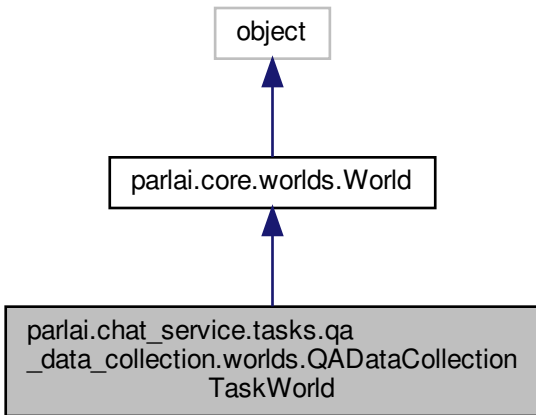 object
parlai.core.worlds.World
parlai.chat_service.tasks.qa
_data_collection.worlds.QADataCollection
TaskWorld